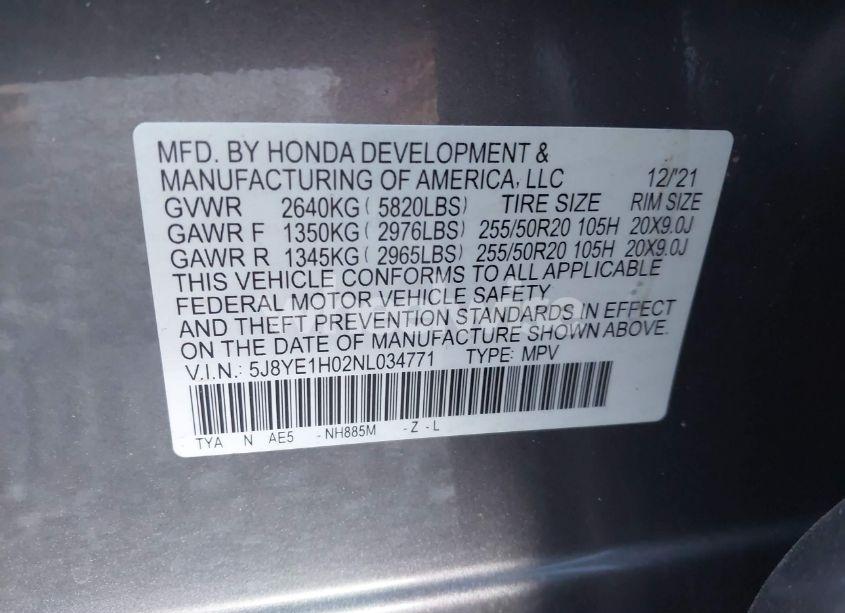 MFD. BY HONDA DEVELOPMENT &
MANUFACTURING OF AMERICA, LLC 12/'21
GVWR 2640KG ( 5820LBS) TIRE SIZE RIM SIZE
GAWR F 1350KG ( 2976LBS) 255/50R20 105H 20X9.0J
GAWR R 1345KG ( 2965LBS) 255/50R20 105H 20X9.0J
THIS VEHICLE CONFORMS TO ALL APPLICABLE
FEDERAL MOTOR VEHICLE SAFETY
AND THEFT PREVENTION STANDARDS IN EFFECT
ON THE DATE OF MANUFACTURE SHOWN ABOVE.
V.I.N.: 5J8YE1H02NL034771 TYPE: MPV
TYA N AE5 -NH885M -Z - L